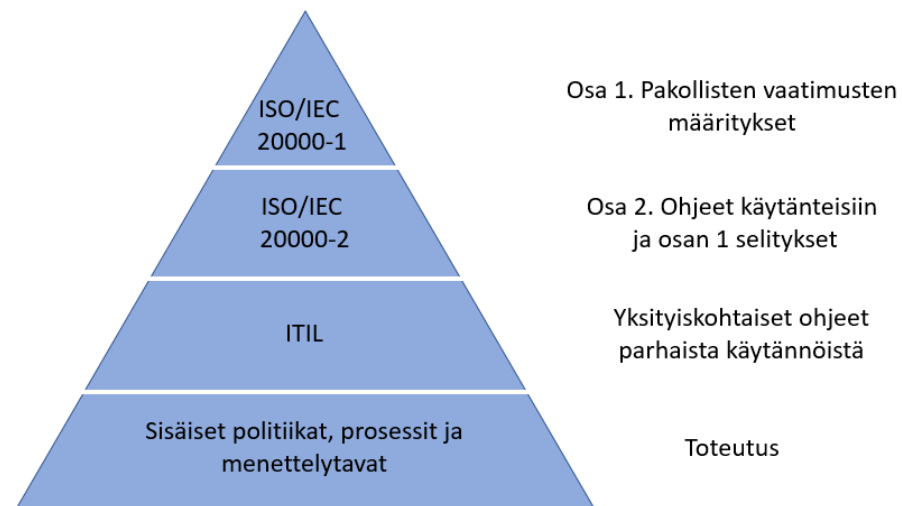 ISO/IEC
20000-1
Osa 1. Pakollisten vaatimusten
määritykset
ISO/IEC
20000-2
Osa 2. Ohjeet käytänteisiin
ja osan 1 selitykset
ITIL
Yksityiskohtaiset ohjeet
parhaista käytännöistä
Sisäiset politiikat, prosessit ja
menettelytavat
Toteutus